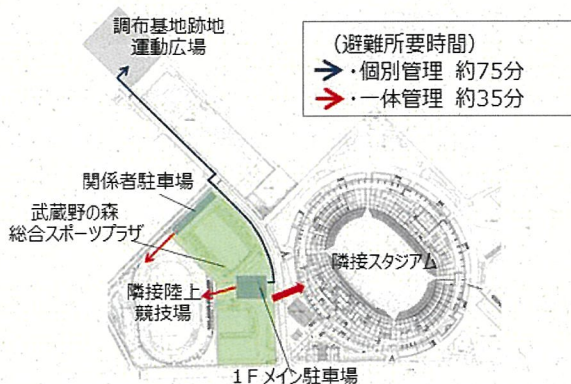 調布基地跡地
運動広場
(避難所要時間)
→・個別管理 約75分
→・一体管理 約35分
関係者駐車場
武蔵野の森
総合スポーツプラザ
隣接スタジアム
隣接陸上
競技場
1Fメイン駐車場